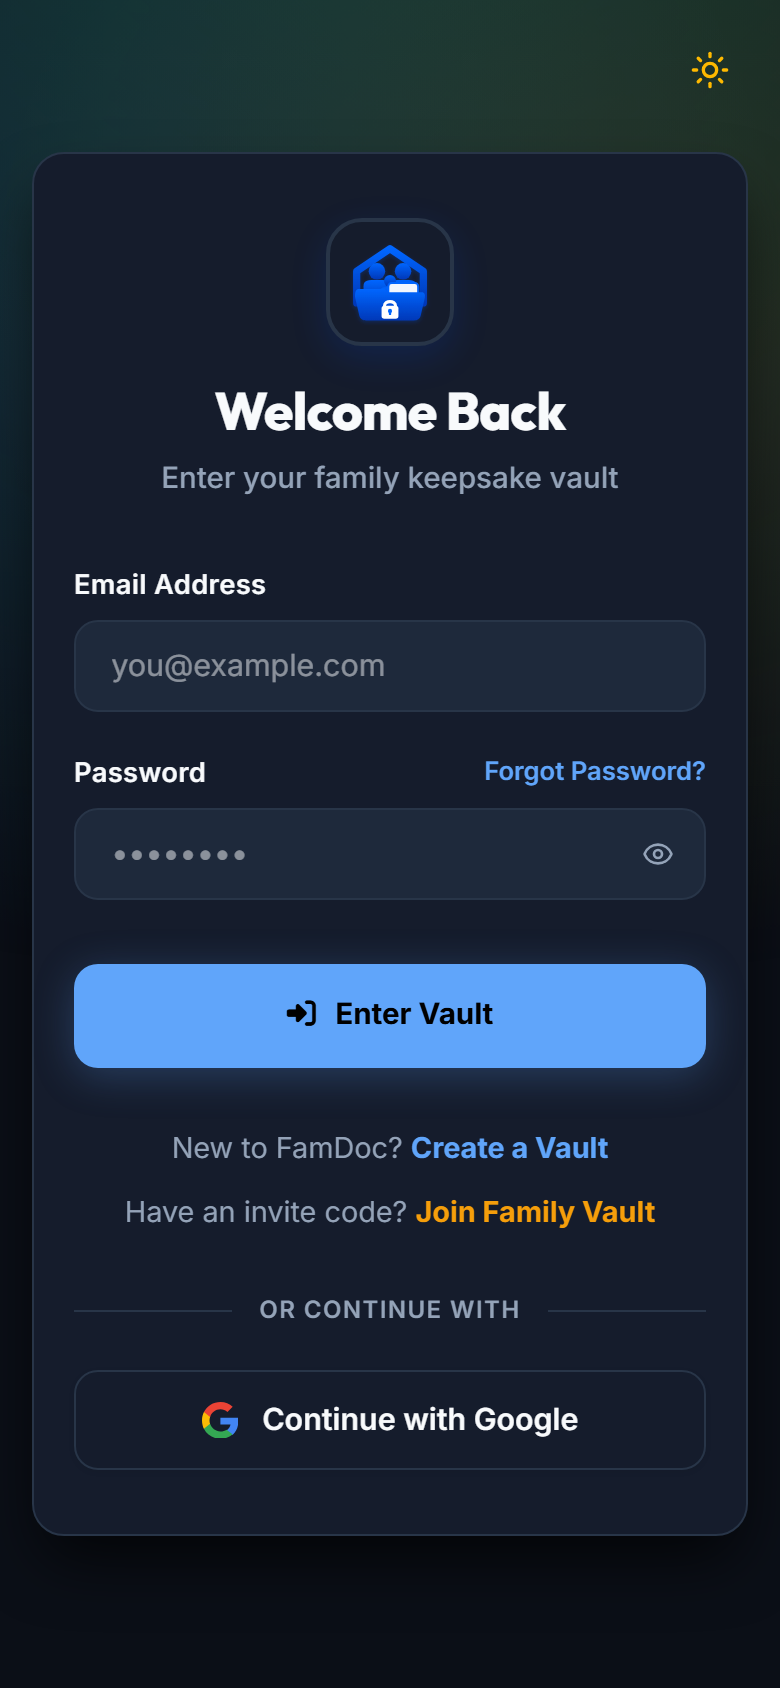 Welcome Back
Enter your family keepsake vault
Email Address
you@example.com
Password
Forgot Password?
••••••••
Enter Vault
New to FamDoc? Create a Vault
Have an invite code? Join Family Vault
OR CONTINUE WITH
Continue with Google